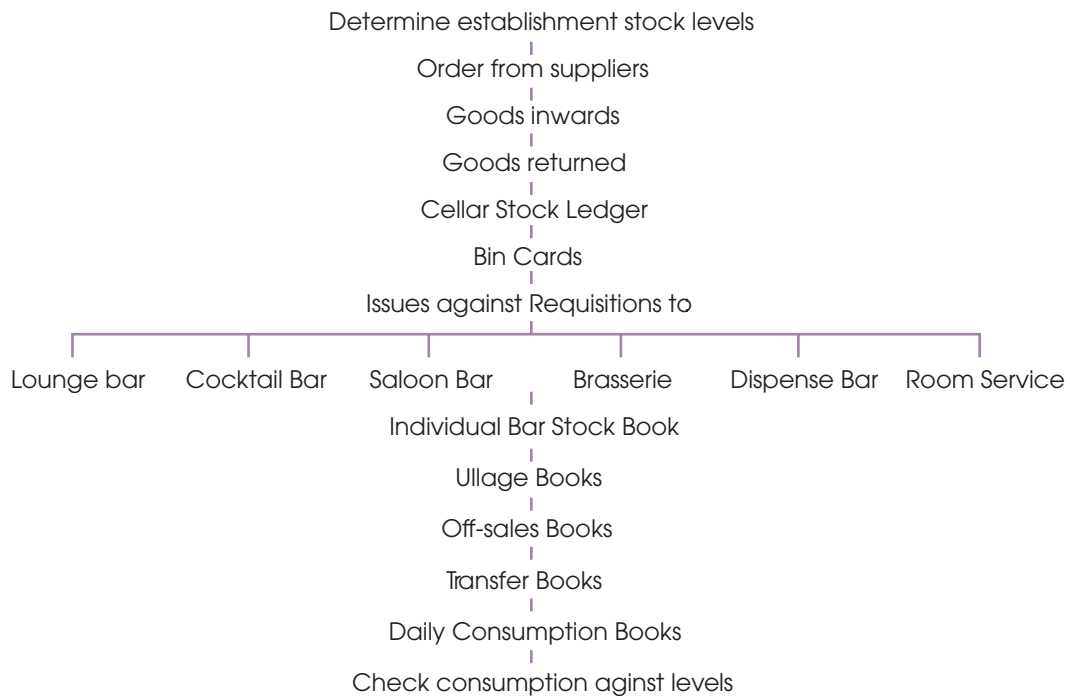 Determine establishment stock levels
Order from suppliers
Goods inwards
Goods returned
Cellar Stock Ledger
Bin Cards
Issues against Requisitions to
Lounge bar Cocktail Bar Saloon Bar Brasserie Dispense Bar Room Service
Individual Bar Stock Book
Ullage Books
Off-sales Books
Transfer Books
Daily Consumption Books
Check consumption aginst levels